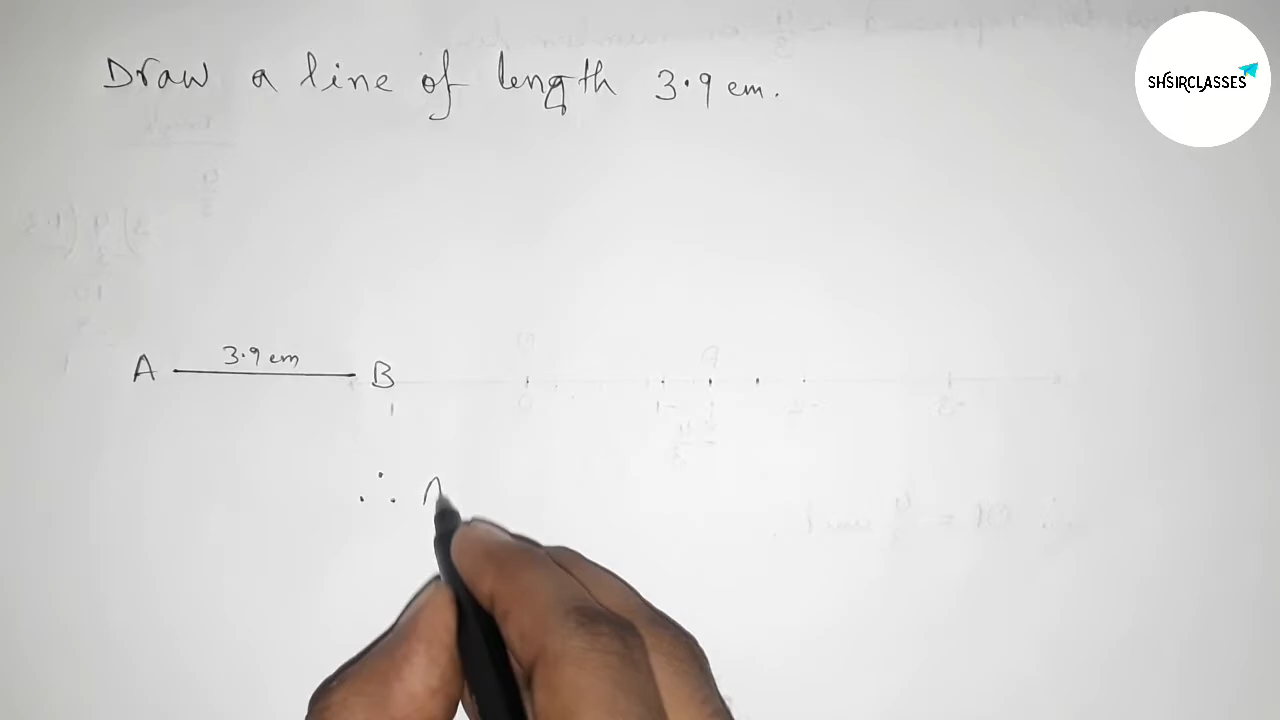 Draw a line of length 3.9 cm.
SHSIRCLASSES
A 3.9 cm B
∴ A